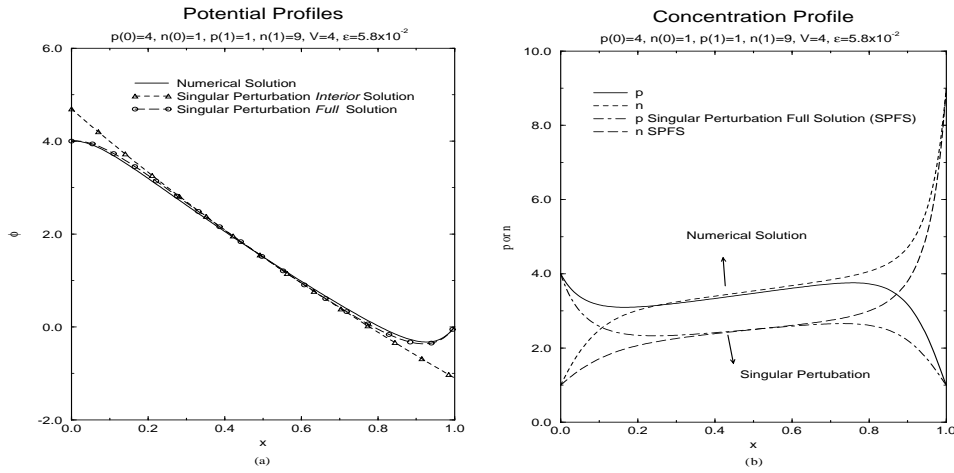 Potential Profiles
p(0)=4, n(0)=1, p(1)=1, n(1)=9, V=4, ε=5.8x10⁻²
6.0
4.0
2.0
0.0
-2.0
ϕ
Numerical Solution
Singular Perturbation Interior Solution
Singular Perturbation Full Solution
0.0 0.2 0.4 0.6 0.8 1.0
x
(a)
Concentration Profile
p(0)=4, n(0)=1, p(1)=1, n(1)=9, V=4, ε=5.8x10⁻²
10.0
8.0
6.0
4.0
2.0
0.0
p or n
p
n
p Singular Perturbation Full Solution (SPFS)
n SPFS
Numerical Solution
Singular Pertubation
0.0 0.2 0.4 0.6 0.8 1.0
x
(b)